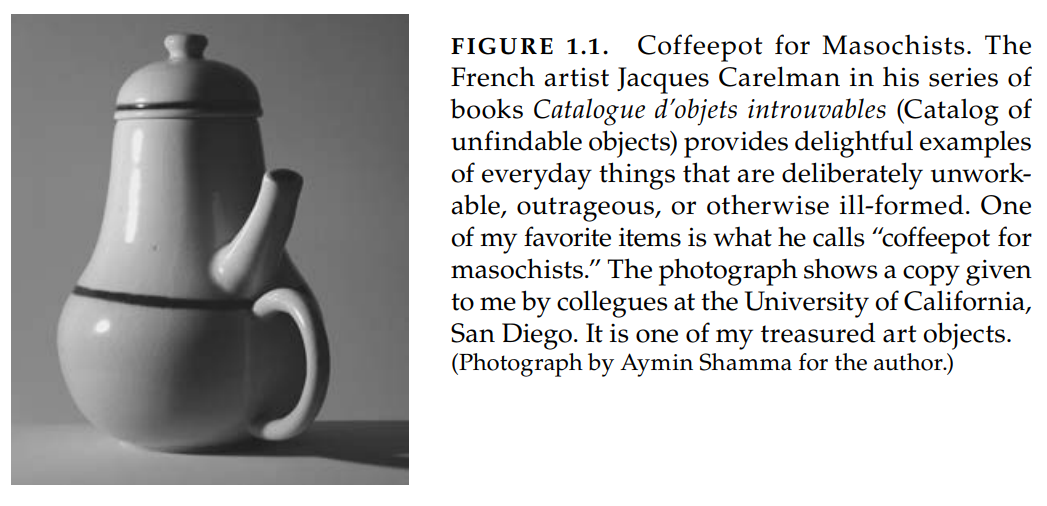 FIGURE 1.1. Coffeepot for Masochists. The
French artist Jacques Carelman in his series of
books Catalogue d'objets introuvables (Catalog of
unfindable objects) provides delightful examples
of everyday things that are deliberately unwork-
able, outrageous, or otherwise ill-formed. One
of my favorite items is what he calls “coffeepot for
masochists.” The photograph shows a copy given
to me by collegues at the University of California,
San Diego. It is one of my treasured art objects.
(Photograph by Aymin Shamma for the author.)